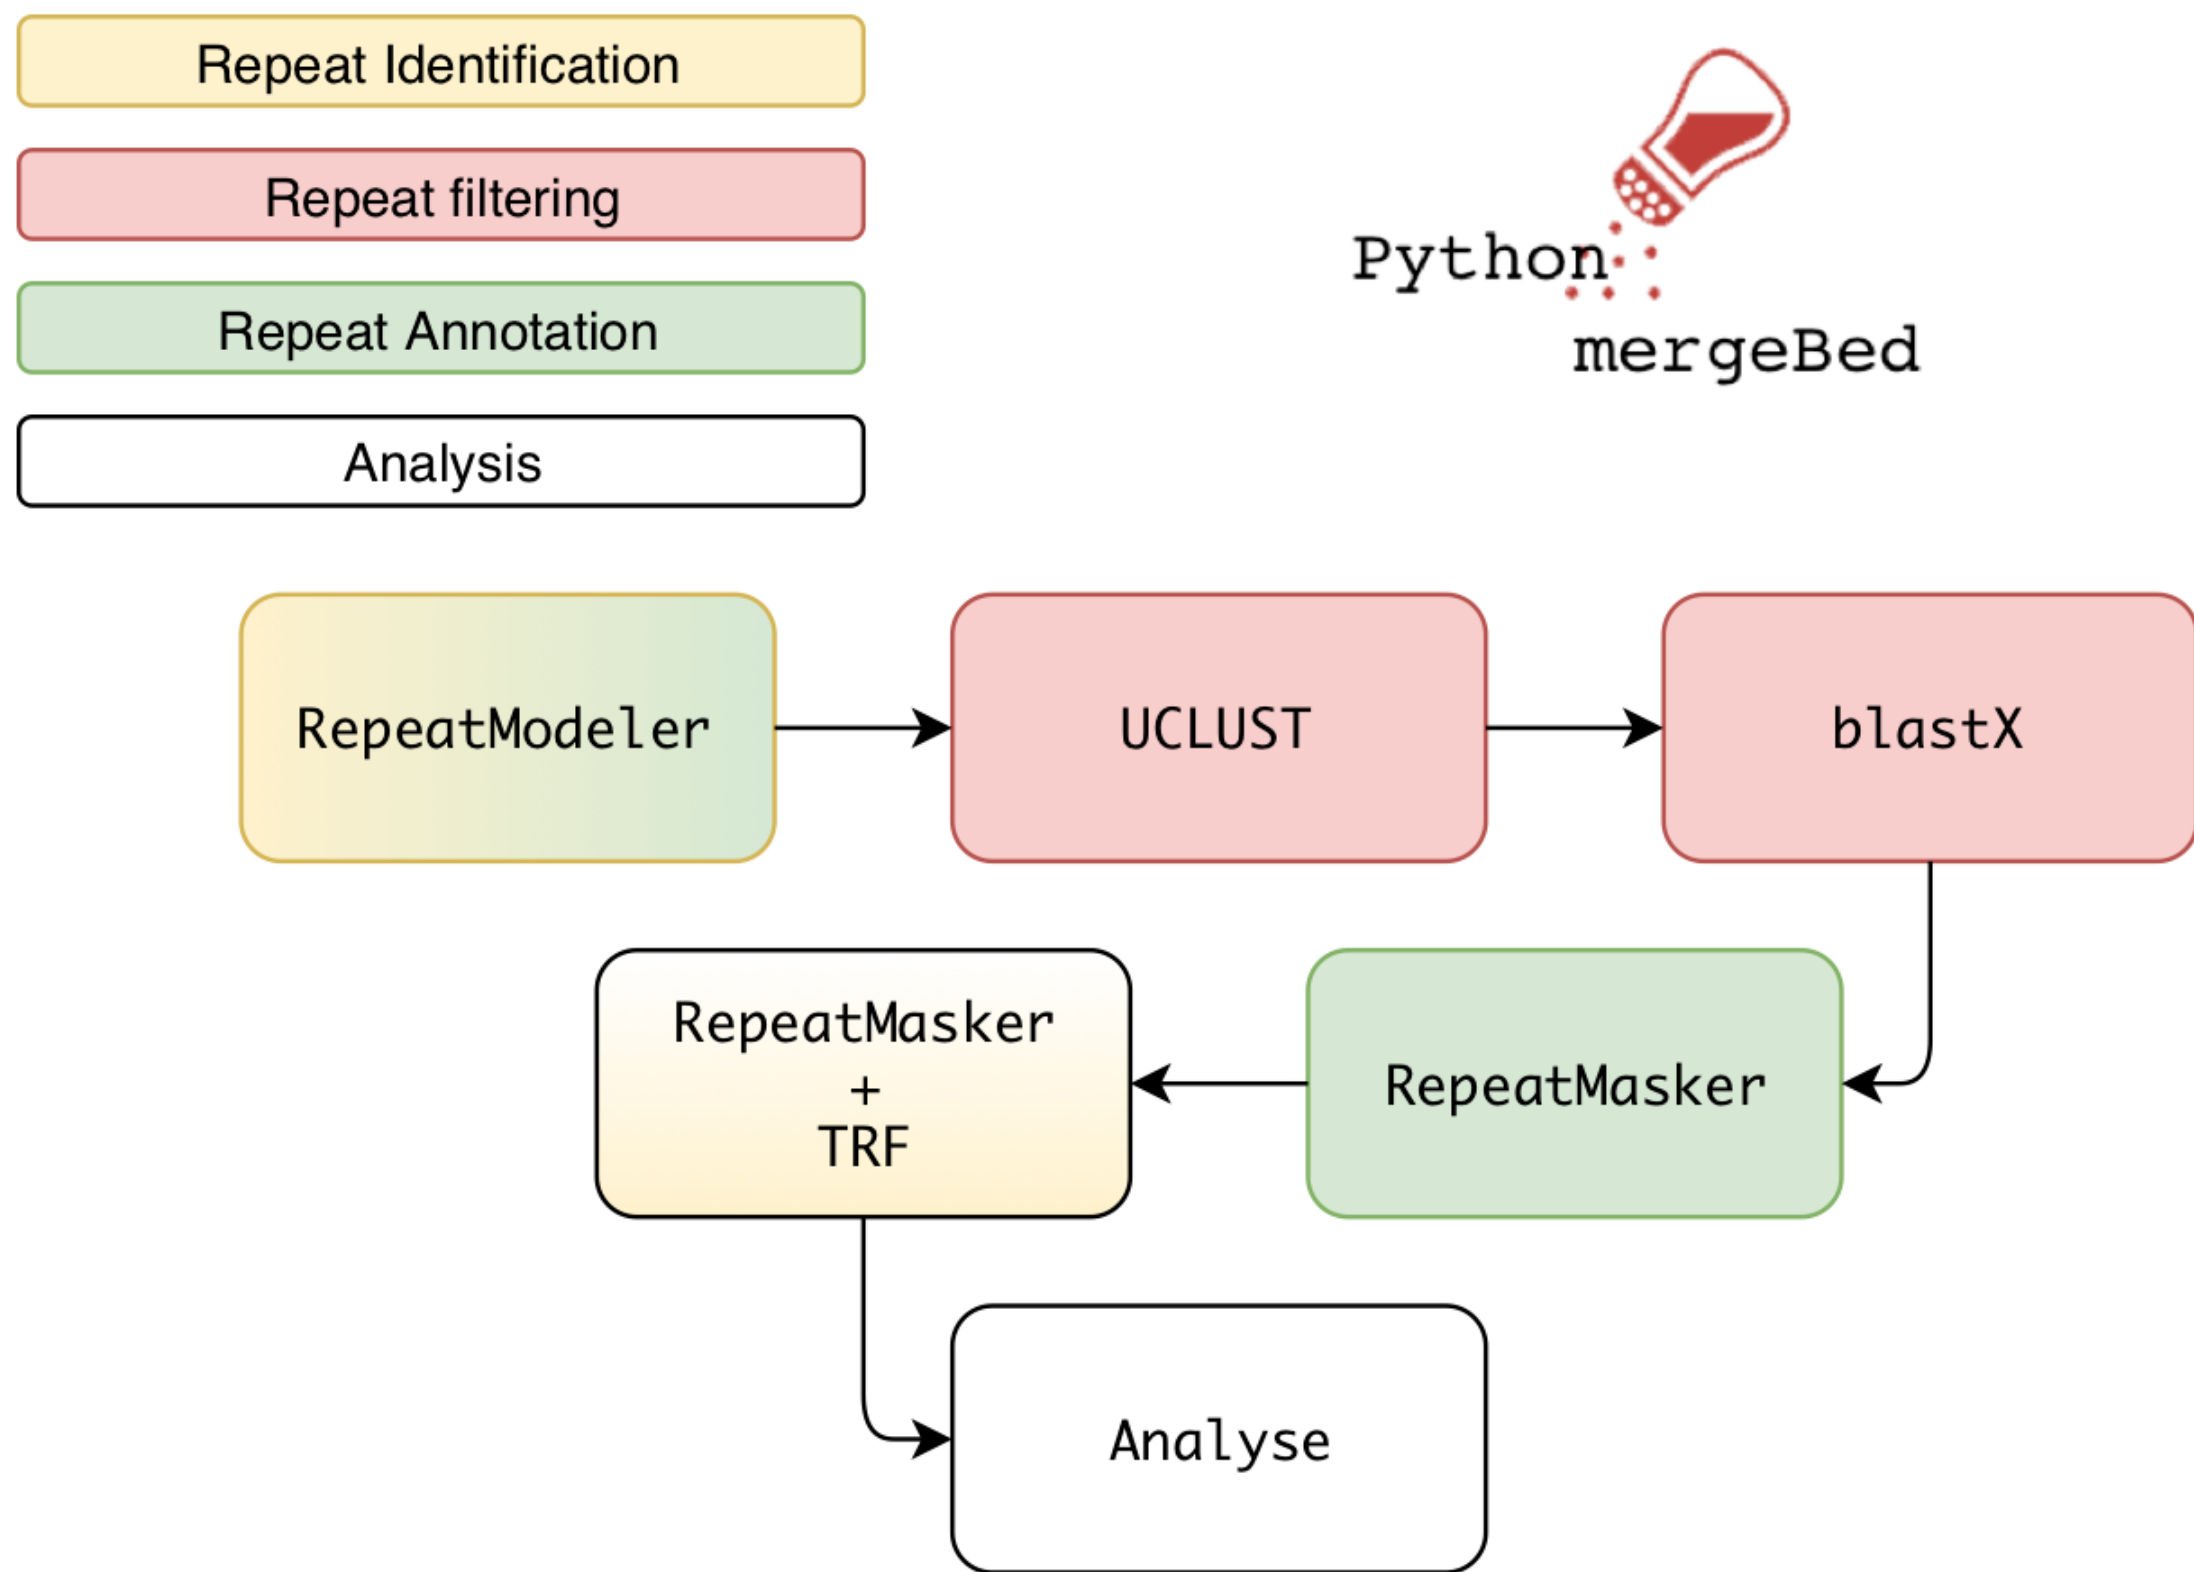 Repeat Identification
Repeat filtering
Repeat Annotation
Analysis
Python
mergeBed
RepeatModeler
UCLUST
blastX
RepeatMasker
+
TRF
RepeatMasker
Analyse